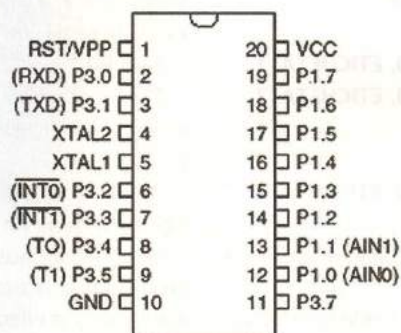 RST/VPP 1 20 VCC
(RXD) P3.0 2 19 P1.7
(TXD) P3.1 3 18 P1.6
XTAL2 4 17 P1.5
XTAL1 5 16 P1.4
(INT0) P3.2 6 15 P1.3
(INT1) P3.3 7 14 P1.2
(TO) P3.4 8 13 P1.1 (AIN1)
(T1) P3.5 9 12 P1.0 (AIN0)
GND 10 11 P3.7